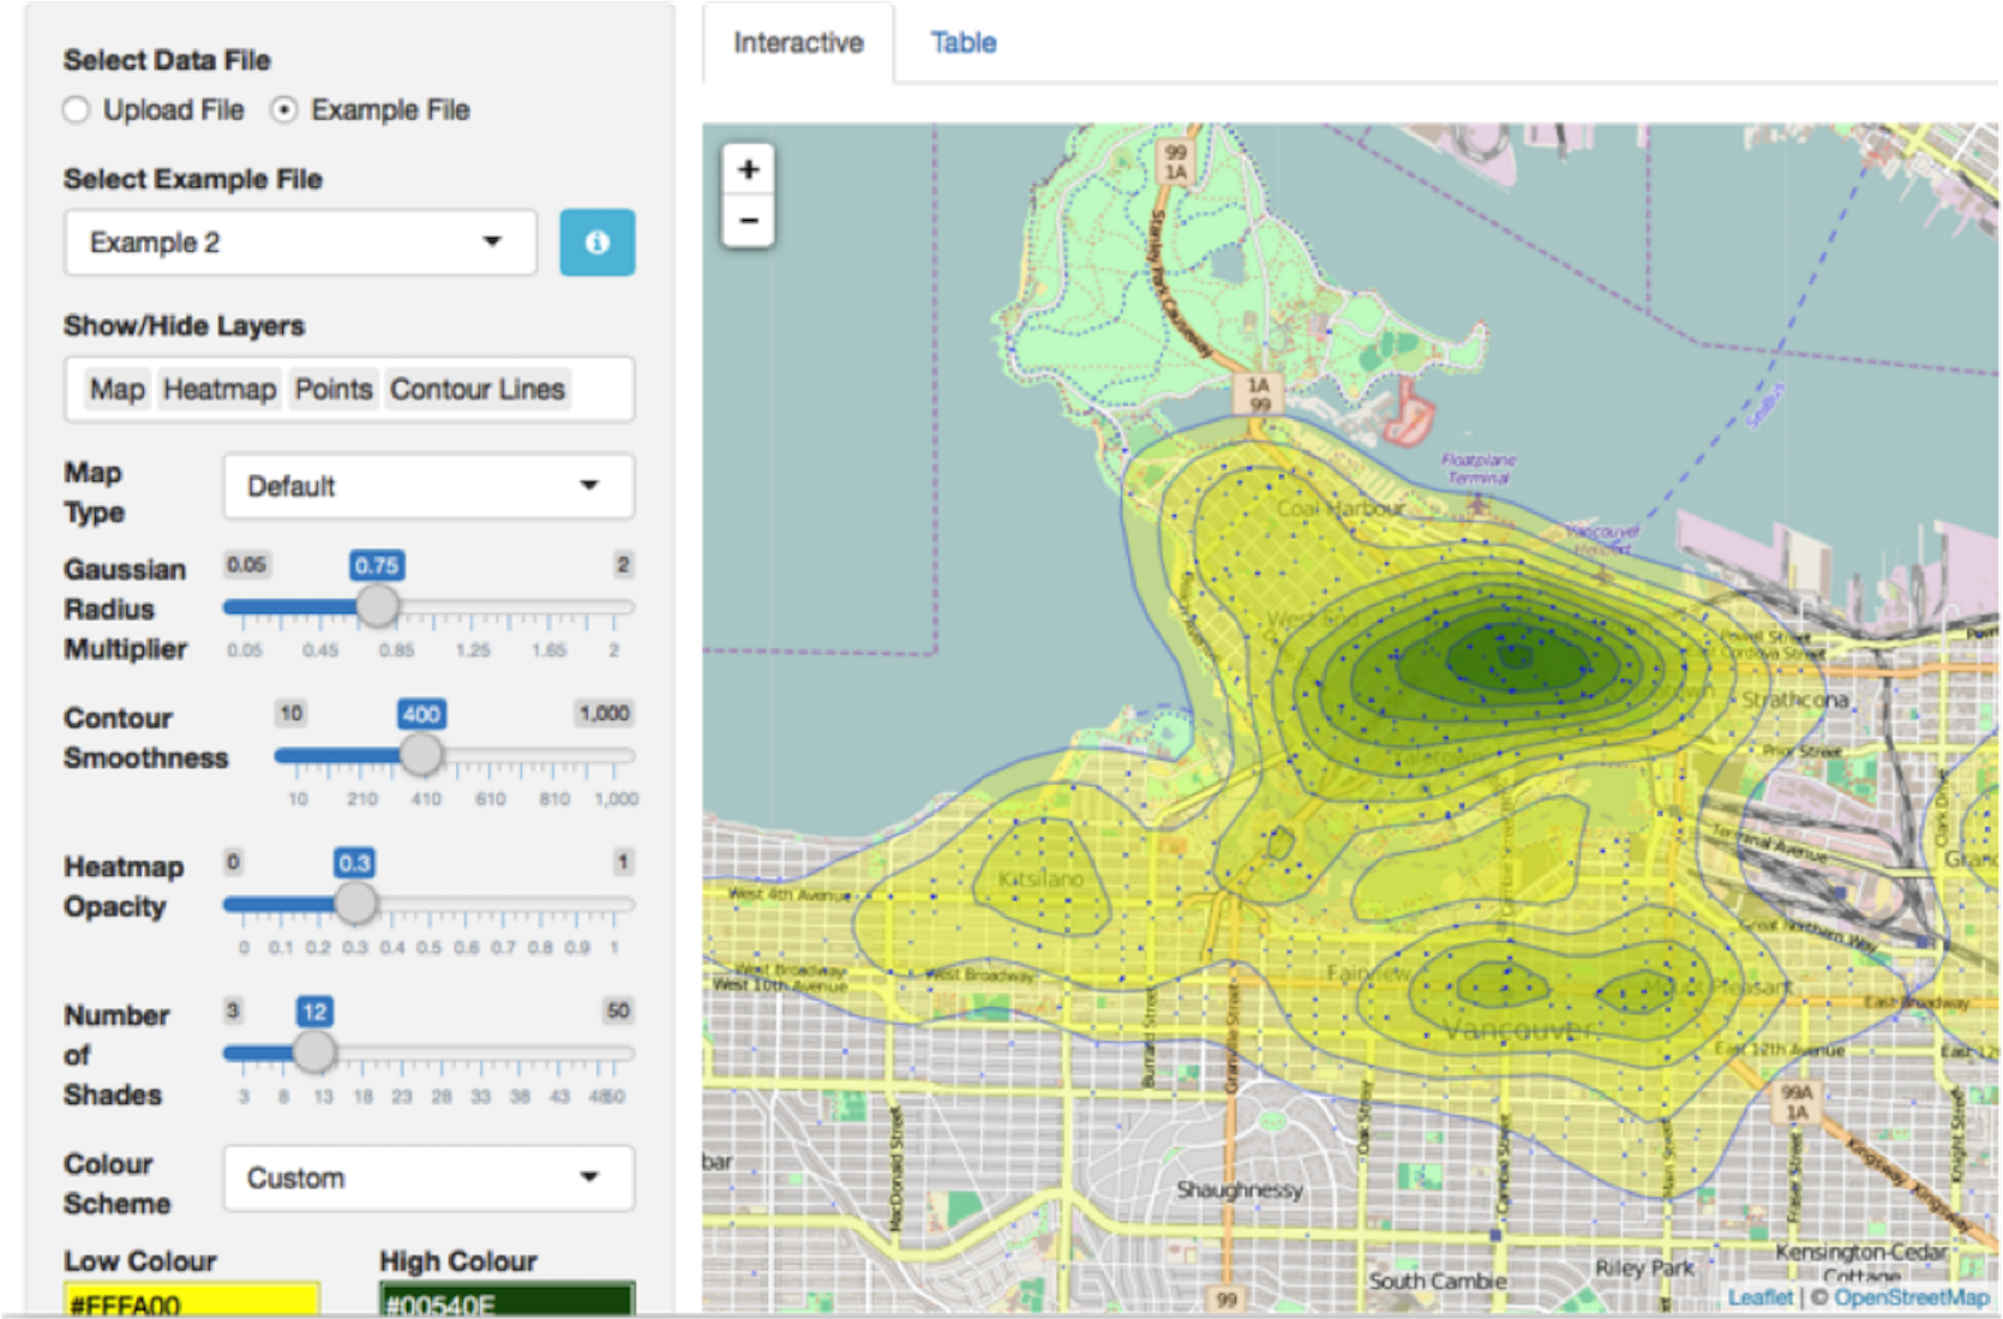 Select Data File
Upload File Example File
Select Example File
Example 2
Show/Hide Layers
Map Heatmap Points Contour Lines
Map
Type
Default
Gaussian
Radius
Multiplier
0.05 0.75 2
0.05 0.45 0.85 1.25 1.65 2
Contour
Smoothness
10 400 1,000
10 210 410 610 810 1,000
Heatmap
Opacity
0 0.3 1
0 0.1 0.2 0.3 0.4 0.5 0.6 0.7 0.8 0.9 1
Number
of
Shades
3 12 50
3 8 13 18 23 28 33 38 43 48 50
Colour
Scheme
Custom
Low Colour High Colour
#FFFA00 #00540E
Interactive Table
+
−
99
1A
Stanley Park Causeway
1A
99
Seabus
Floatplane
Terminal
Coal Harbour
Vancouver
Heliport
West End
Powell Street
East Cordova Street
Strathcona
Prior Street
Yaletown
Clark Drive
Terminal Avenue
Kitsilano
West 4th Avenue
Great Northern Way
West Broadway
West Broadway
West 10th Avenue
Fairview
Mount Pleasant
East Broadway
Vancouver
East 12th Avenue
Burrard Street
Granville Street
99A
1A
MacDonald Street
Oak Street
Cambie Street
Main Street
Fraser Street
Knight Street
Kingsway
Kingsway
bar
Shaughnessy
South Cambie
Riley Park
Kensington-Cedar
Cottage
99
Leaflet | © OpenStreetMap